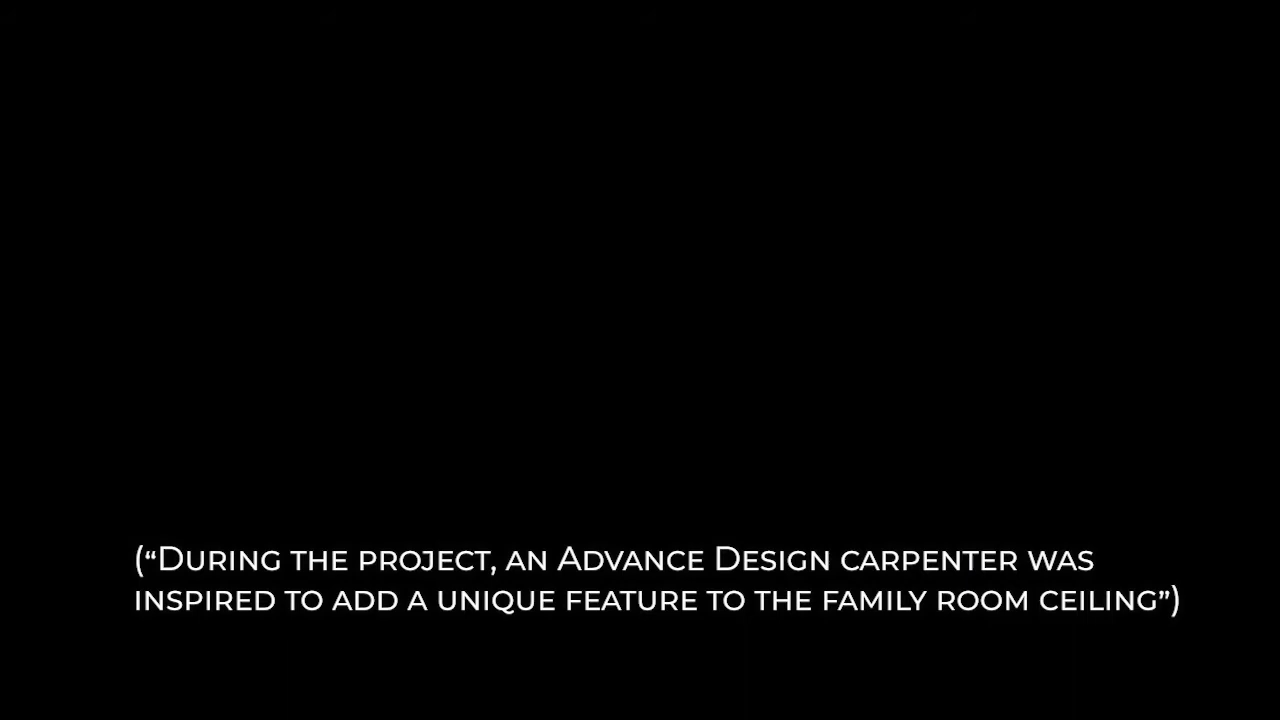 (“During the project, an Advance Design carpenter was
inspired to add a unique feature to the family room ceiling”)